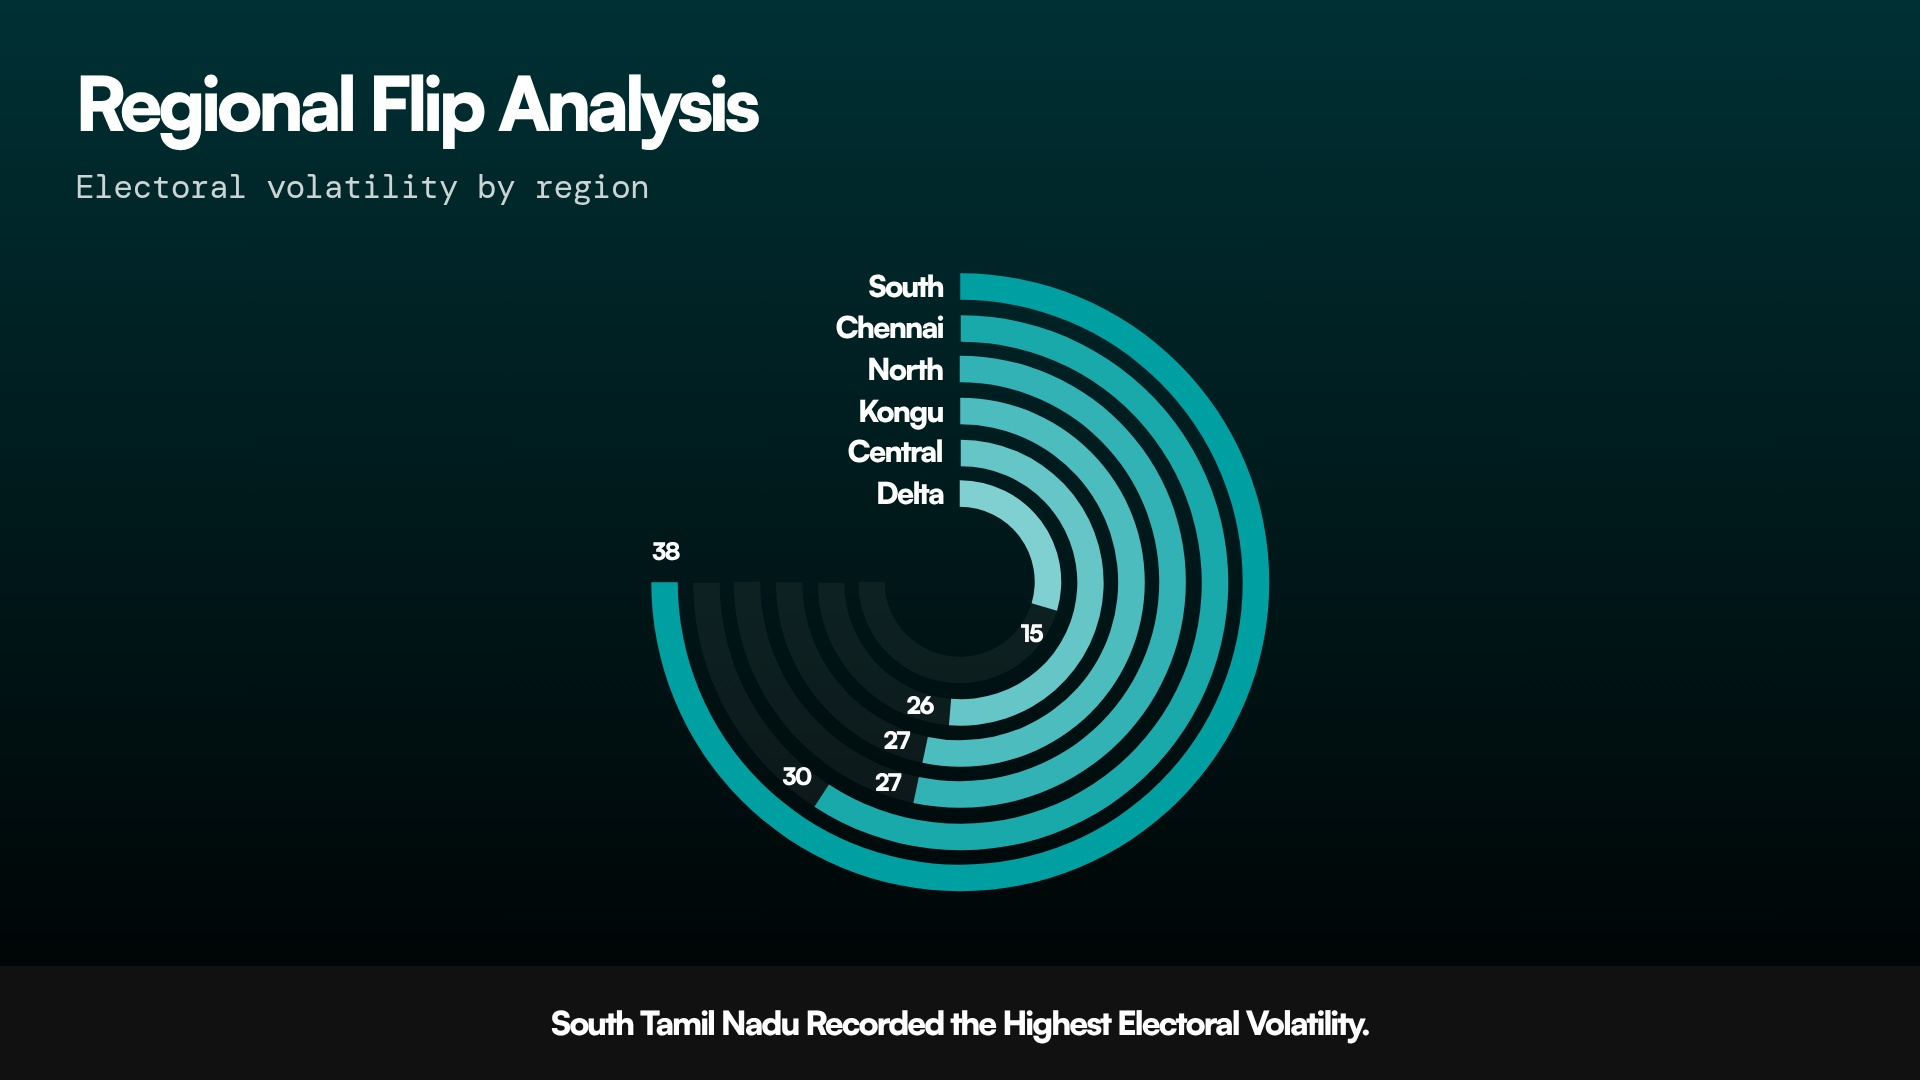 Regional Flip Analysis
Electoral volatility by region
South
Chennai
North
Kongu
Central
Delta
38
15
26
27
30
27
South Tamil Nadu Recorded the Highest Electoral Volatility.